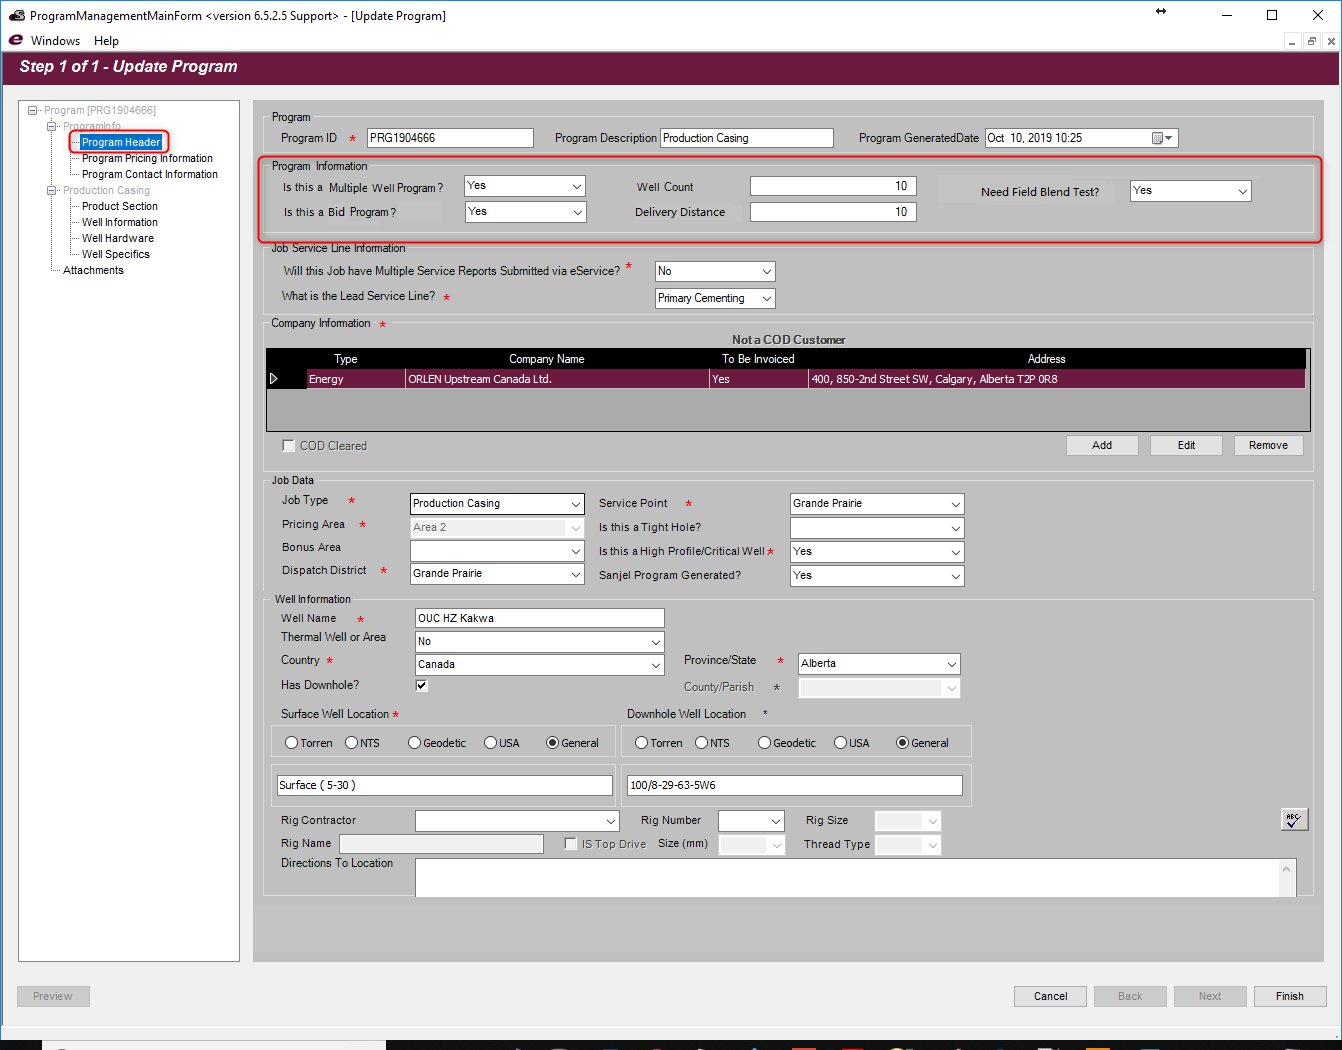 ProgramManagementMainForm <version 6.5.2.5 Support> - [Update Program]
Windows Help
Step 1 of 1 - Update Program
Program [PRG1904666]
ProgramInfo
Program Header
Program Pricing Information
Program Contact Information
Production Casing
Product Section
Well Information
Well Hardware
Well Specifics
Attachments
Program
Program ID * PRG1904666 Program Description Production Casing Program GeneratedDate Oct 10, 2019 10:25
Program Information
Is this a Multiple Well Program? Yes Well Count 10 Need Field Blend Test? Yes
Is this a Bid Program? Yes Delivery Distance 10
Job Service Line Information
Will this Job have Multiple Service Reports Submitted via eService? * No
What is the Lead Service Line? * Primary Cementing
Company Information *
Not a COD Customer
Type Company Name To Be Invoiced Address
Energy ORLEN Upstream Canada Ltd. Yes 400, 850-2nd Street SW, Calgary, Alberta T2P 0R8
COD Cleared Add Edit Remove
Job Data
Job Type * Production Casing Service Point * Grande Prairie
Pricing Area * Area 2 Is this a Tight Hole?
Bonus Area Is this a High Profile/Critical Well * Yes
Dispatch District * Grande Prairie Sanjel Program Generated? Yes
Well Information
Well Name * OUC HZ Kakwa
Thermal Well or Area No
Country * Canada Province/State * Alberta
Has Downhole? County/Parish *
Surface Well Location * Downhole Well Location *
Torren NTS Geodetic USA General Torren NTS Geodetic USA General
Surface ( 5-30 ) 100/8-29-63-5W6
Rig Contractor Rig Number Rig Size ABC
Rig Name IS Top Drive Size (mm) Thread Type
Directions To Location
Preview Cancel Back Next Finish